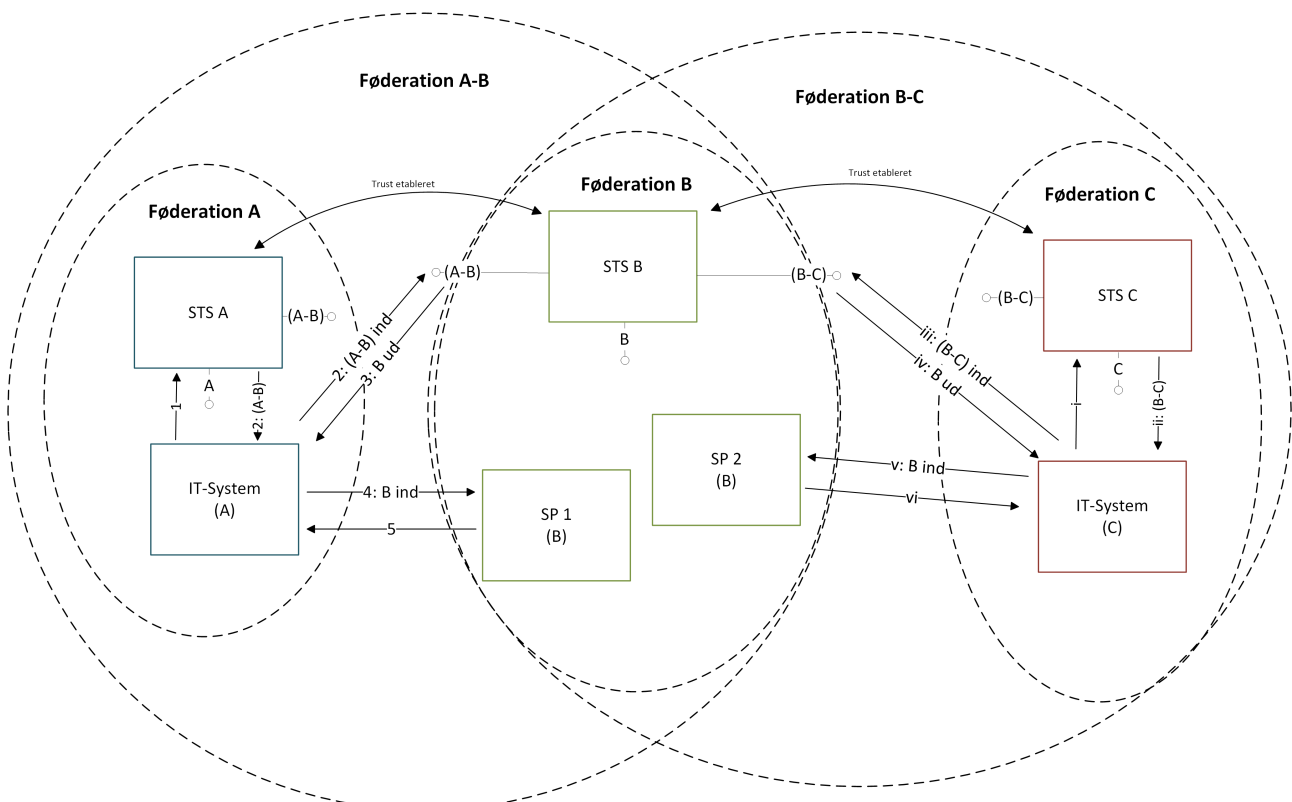 Føderation A-B
Føderation B-C
Trust etableret
Trust etableret
Føderation B
Føderation C
Føderation A
STS B
(A-B)
(B-C)
B
STS A
(A-B)
A
1
2: (A-B)
2: (A-B) ind
3: B ud
STS C
(B-C)
C
i
ii: (B-C)
iii: (B-C) ind
iv: B ud
IT-System
(A)
4: B ind
5
SP 1
(B)
SP 2
(B)
v: B ind
vi
IT-System
(C)